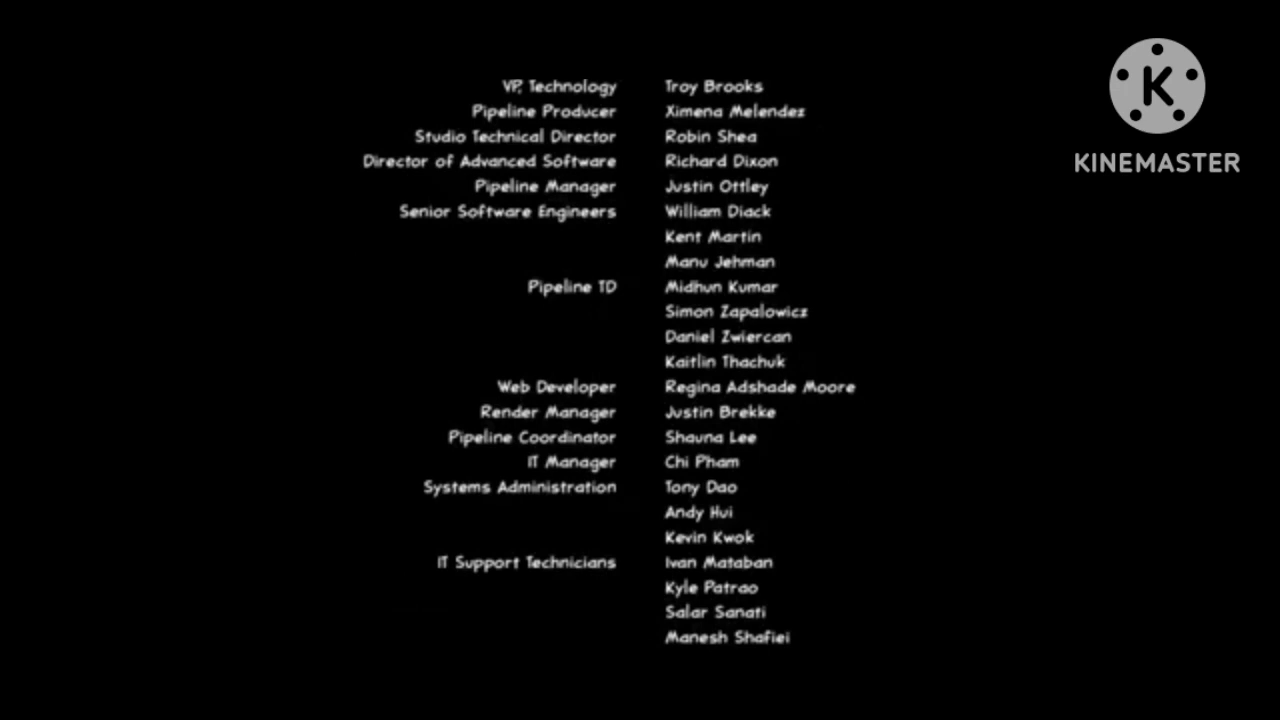 VP, Technology Troy Brooks
Pipeline Producer Ximena Melendez
Studio Technical Director Robin Shea
Director of Advanced Software Richard Dixon
Pipeline Manager Justin Ottley
Senior Software Engineers William Diack
Kent Martin
Manu Jehman
Pipeline TD Midhun Kumar
Simon Zapalowicz
Daniel Zwiercan
Kaitlin Thachuk
Web Developer Regina Adshade Moore
Render Manager Justin Brekke
Pipeline Coordinator Shauna Lee
IT Manager Chi Pham
Systems Administration Tony Dao
Andy Hui
Kevin Kwok
IT Support Technicians Ivan Mataban
Kyle Patrao
Salar Sanati
Manesh Shafiei
K
KINEMASTER